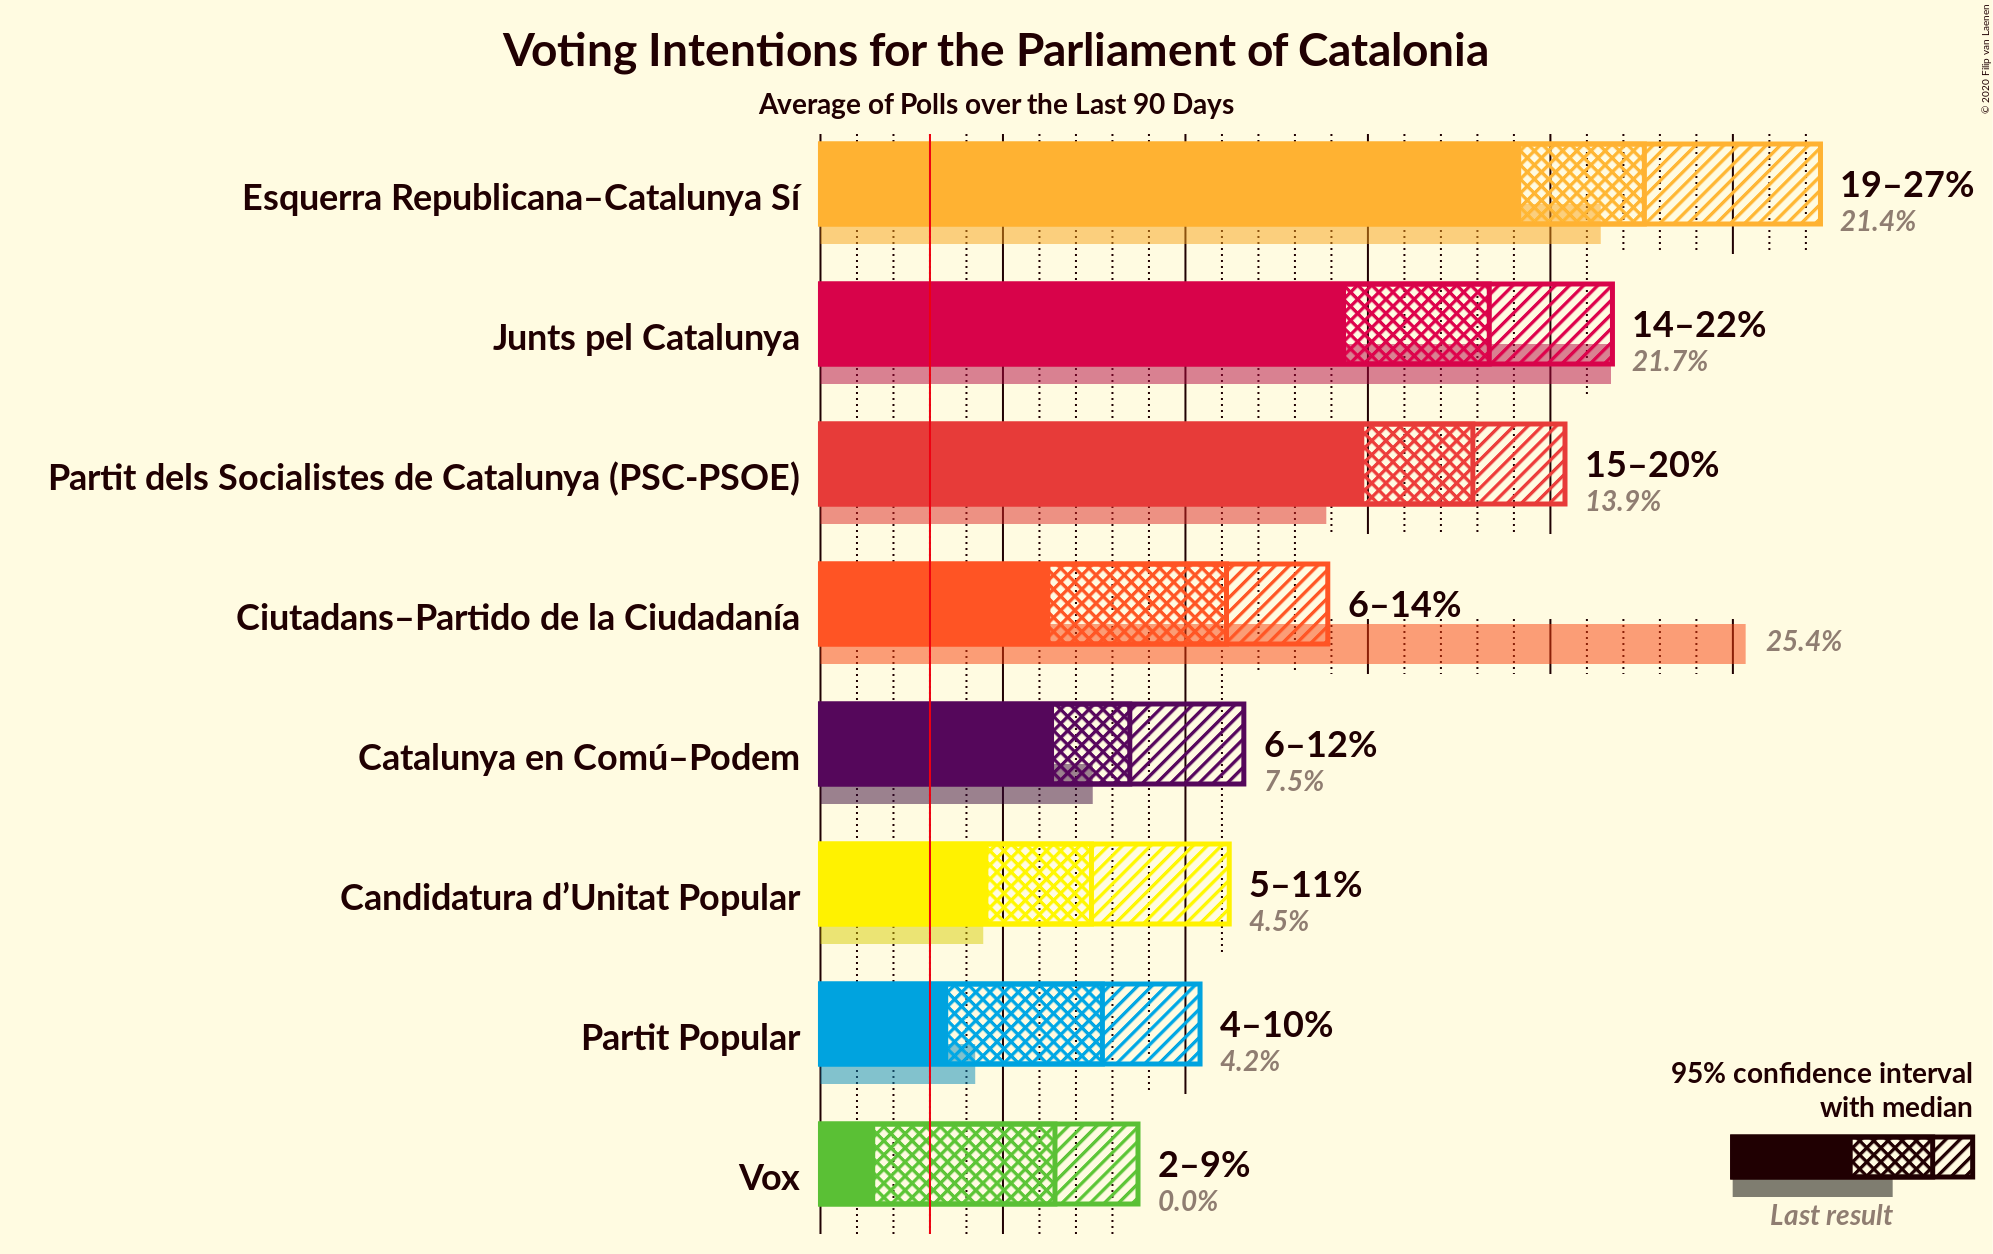 Voting Intentions for the Parliament of Catalonia
Average of Polls over the Last 90 Days
© 2020 Filip van Laenen
Esquerra Republicana–Catalunya Sí
19–27%
21.4%
Junts pel Catalunya
14–22%
21.7%
Partit dels Socialistes de Catalunya (PSC-PSOE)
15–20%
13.9%
Ciutadans–Partido de la Ciudadanía
6–14%
25.4%
Catalunya en Comú–Podem
6–12%
7.5%
Candidatura d’Unitat Popular
5–11%
4.5%
Partit Popular
4–10%
4.2%
Vox
2–9%
0.0%
95% confidence interval
with median
Last result